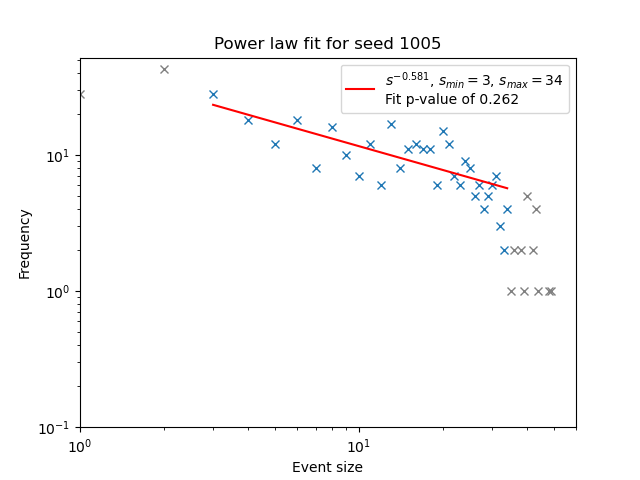 Power law fit for seed 1005
$s^{-0.581}$, $s_{min} = 3$, $s_{max} = 34$
Fit p-value of 0.262
Frequency
$10^{1}$
$10^{0}$
$10^{-1}$
$10^{0}$
$10^{1}$
Event size